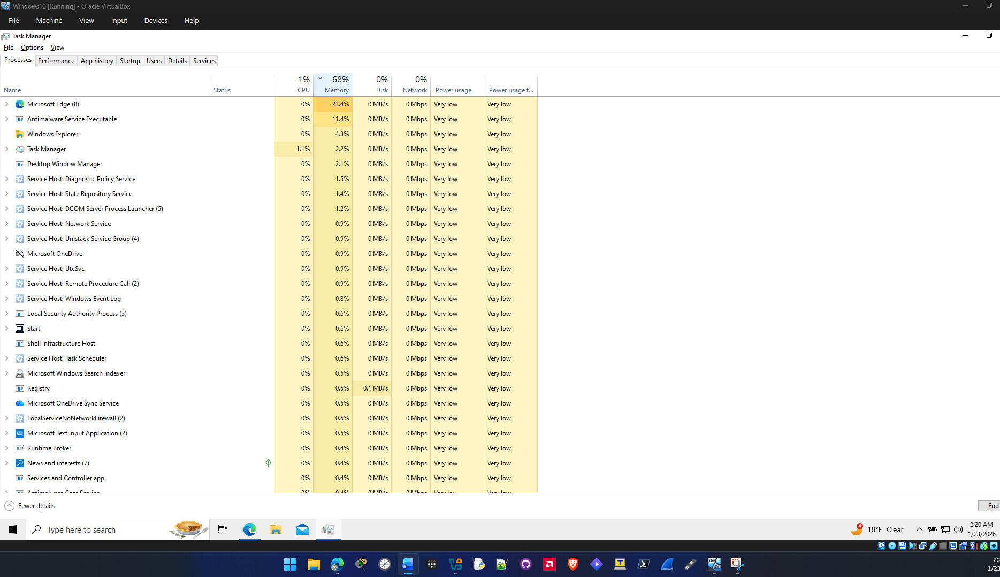 Windows10 [Running] - Oracle VirtualBox
File Machine View Input Devices Help
Task Manager
File Options View
Processes Performance App history Startup Users Details Services
1% 68% 0% 0%
Name Status CPU Memory Disk Network Power usage Power usage t...
Microsoft Edge (8) 0% 23.4% 0 MB/s 0 Mbps Very low Very low
Antimalware Service Executable 0% 11.4% 0 MB/s 0 Mbps Very low Very low
Windows Explorer 0% 4.3% 0 MB/s 0 Mbps Very low Very low
Task Manager 1.1% 2.2% 0 MB/s 0 Mbps Very low Very low
Desktop Window Manager 0% 2.1% 0 MB/s 0 Mbps Very low Very low
Service Host: Diagnostic Policy Service 0% 1.5% 0 MB/s 0 Mbps Very low Very low
Service Host: State Repository Service 0% 1.4% 0 MB/s 0 Mbps Very low Very low
Service Host: DCOM Server Process Launcher (5) 0% 1.2% 0 MB/s 0 Mbps Very low Very low
Service Host: Network Service 0% 0.9% 0 MB/s 0 Mbps Very low Very low
Service Host: Unistack Service Group (4) 0% 0.9% 0 MB/s 0 Mbps Very low Very low
Microsoft OneDrive 0% 0.9% 0 MB/s 0 Mbps Very low Very low
Service Host: UtcSvc 0% 0.9% 0 MB/s 0 Mbps Very low Very low
Service Host: Remote Procedure Call (2) 0% 0.9% 0 MB/s 0 Mbps Very low Very low
Service Host: Windows Event Log 0% 0.8% 0 MB/s 0 Mbps Very low Very low
Local Security Authority Process (3) 0% 0.6% 0 MB/s 0 Mbps Very low Very low
Start 0% 0.6% 0 MB/s 0 Mbps Very low Very low
Shell Infrastructure Host 0% 0.6% 0 MB/s 0 Mbps Very low Very low
Service Host: Task Scheduler 0% 0.6% 0 MB/s 0 Mbps Very low Very low
Microsoft Windows Search Indexer 0% 0.5% 0 MB/s 0 Mbps Very low Very low
Registry 0% 0.5% 0.1 MB/s 0 Mbps Very low Very low
Microsoft OneDrive Sync Service 0% 0.5% 0 MB/s 0 Mbps Very low Very low
LocalServiceNoNetworkFirewall (2) 0% 0.5% 0 MB/s 0 Mbps Very low Very low
Microsoft Text Input Application (2) 0% 0.5% 0 MB/s 0 Mbps Very low Very low
Runtime Broker 0% 0.4% 0 MB/s 0 Mbps Very low Very low
News and interests (7) 0% 0.4% 0 MB/s 0 Mbps Very low Very low
Services and Controller app 0% 0.4% 0 MB/s 0 Mbps Very low Very low
Antimalware Core Service 0% 0.4% 0 MB/s 0 Mbps Very low Very low
Fewer details End
Type here to search 4 18°F Clear 2:20 AM
1/23/2026
2:2
1/23